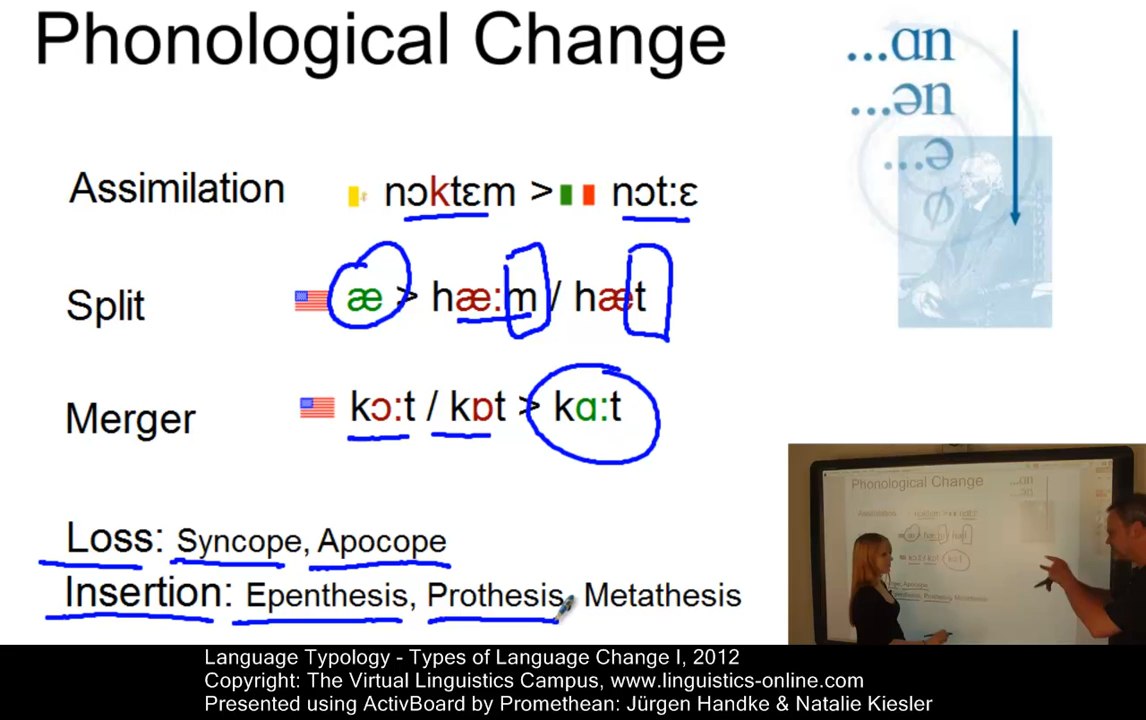 Phonological Change
...ɑn
...ən
...ə
ø
Assimilation nɔktɛm > nɔt:ɛ
Split æ > hæ:m / hæt
Merger kɔ:t / kɒt > kɑ:t
Loss: Syncope, Apocope
Insertion: Epenthesis, Prothesis, Metathesis
Phonological Change
Language Typology - Types of Language Change I, 2012
Copyright: The Virtual Linguistics Campus, www.linguistics-online.com
Presented using ActivBoard by Promethean: Jürgen Handke & Natalie Kiesler